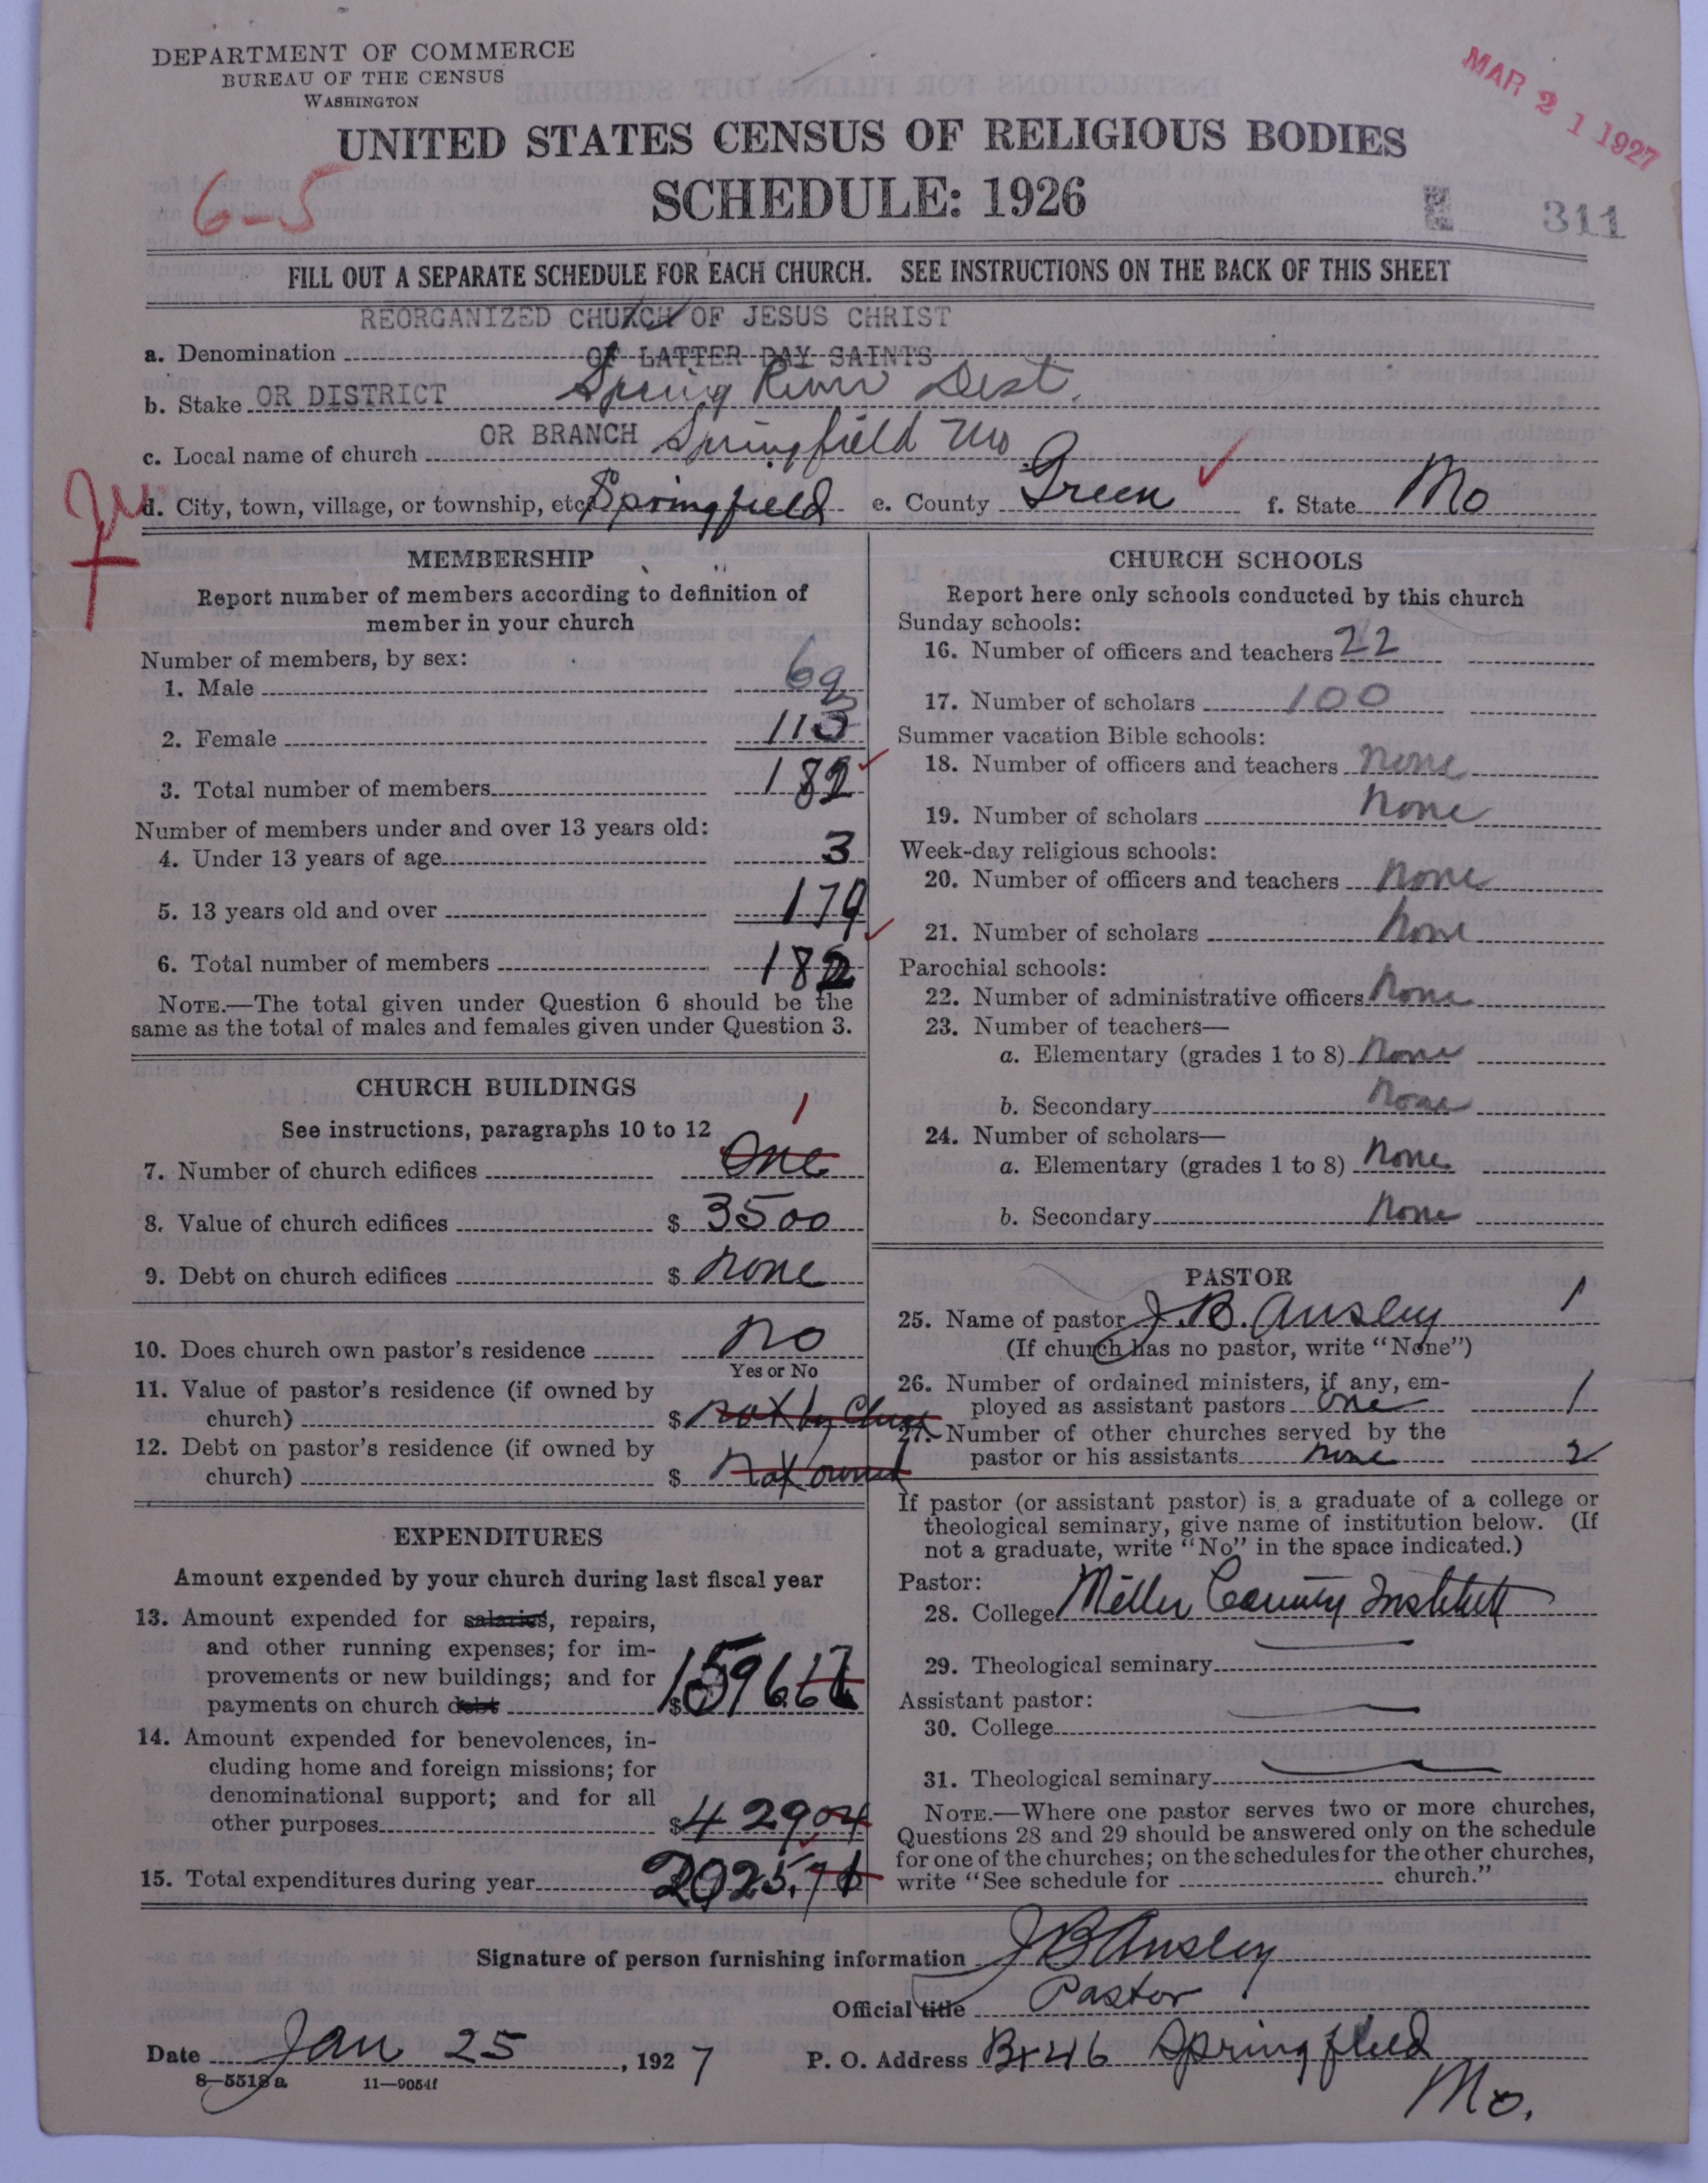 DEPARTMENT OF COMMERCE
BUREAU OF THE CENSUS
WASHINGTON
MAR 21 1927
UNITED STATES CENSUS OF RELIGIOUS BODIES
SCHEDULE: 1926
6-5
311
FILL OUT A SEPARATE SCHEDULE FOR EACH CHURCH. SEE INSTRUCTIONS ON THE BACK OF THIS SHEET
REORGANIZED CHURCH OF JESUS CHRIST
a. Denomination OF LATTER DAY SAINTS
b. Stake OR DISTRICT Spring River Dist.
c. Local name of church OR BRANCH Springfield Mo
d. City, town, village, or township, etc. Springfield e. County Green f. State Mo
MEMBERSHIP
Report number of members according to definition of
member in your church
Number of members, by sex:
1. Male 69
2. Female 113
3. Total number of members 182
Number of members under and over 13 years old:
4. Under 13 years of age 3
5. 13 years old and over 179
6. Total number of members 182
NOTE.—The total given under Question 6 should be the
same as the total of males and females given under Question 3.
CHURCH BUILDINGS
See instructions, paragraphs 10 to 12
1
7. Number of church edifices One
8. Value of church edifices $ 3500
9. Debt on church edifices $ None
10. Does church own pastor's residence No
Yes or No
11. Value of pastor's residence (if owned by
church) $ not by Church
12. Debt on pastor's residence (if owned by
church) $ Not owned
EXPENDITURES
Amount expended by your church during last fiscal year
13. Amount expended for salaries, repairs,
and other running expenses; for im-
provements or new buildings; and for
payments on church debt $ 1596.67
14. Amount expended for benevolences, in-
cluding home and foreign missions; for
denominational support; and for all
other purposes $ 429.04
15. Total expenditures during year 2025.71
CHURCH SCHOOLS
Report here only schools conducted by this church
Sunday schools:
16. Number of officers and teachers 22
17. Number of scholars 100
Summer vacation Bible schools:
18. Number of officers and teachers None
19. Number of scholars None
Week-day religious schools:
20. Number of officers and teachers None
21. Number of scholars None
Parochial schools:
22. Number of administrative officers None
23. Number of teachers—
a. Elementary (grades 1 to 8) None
b. Secondary None
24. Number of scholars—
a. Elementary (grades 1 to 8) None
b. Secondary None
PASTOR
25. Name of pastor J. B. Ansley 1
(If church has no pastor, write "None")
26. Number of ordained ministers, if any, em-
ployed as assistant pastors One 1
27. Number of other churches served by the
pastor or his assistants none 2
If pastor (or assistant pastor) is a graduate of a college or
theological seminary, give name of institution below. (If
not a graduate, write "No" in the space indicated.)
Pastor:
28. College Miller County Institute
29. Theological seminary
Assistant pastor:
30. College
31. Theological seminary
NOTE.—Where one pastor serves two or more churches,
Questions 28 and 29 should be answered only on the schedule
for one of the churches; on the schedules for the other churches,
write "See schedule for church."
Signature of person furnishing information J B Ansley
Official title Pastor
Date Jan 25, 1927 P. O. Address Bx 46 Springfield
Mo.
8—5518a 11—9054f